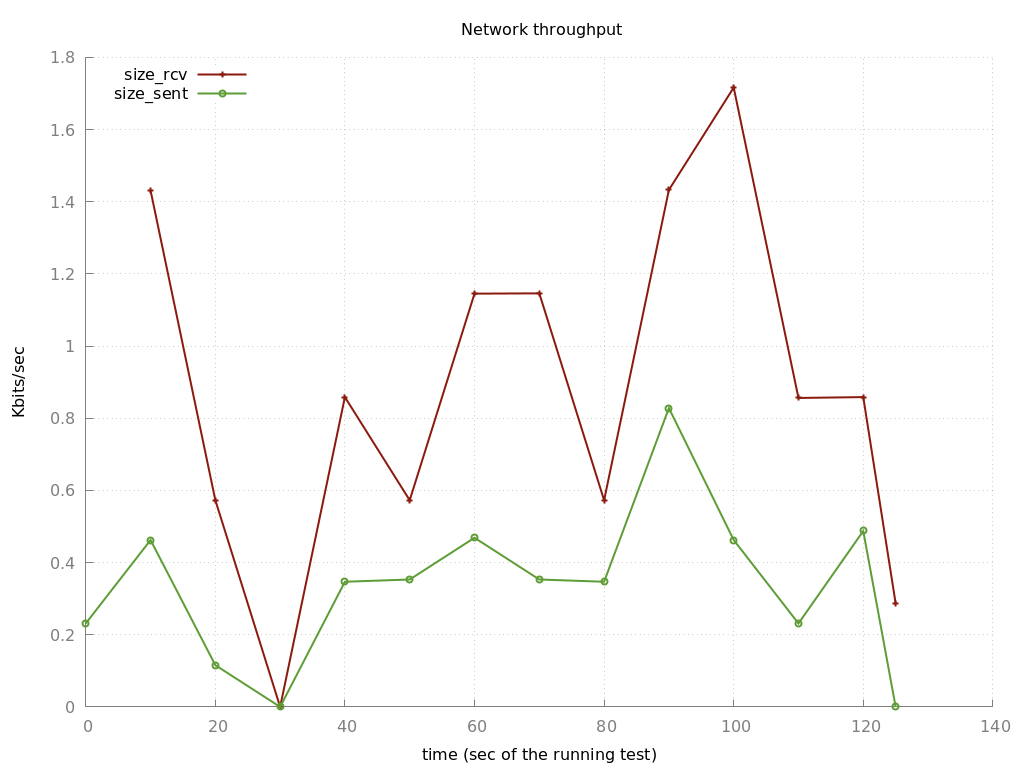 Network throughput
size_rcv
size_sent
1.8
1.6
1.4
1.2
1
0.8
0.6
0.4
0.2
0
Kbits/sec
0 20 40 60 80 100 120 140
time (sec of the running test)